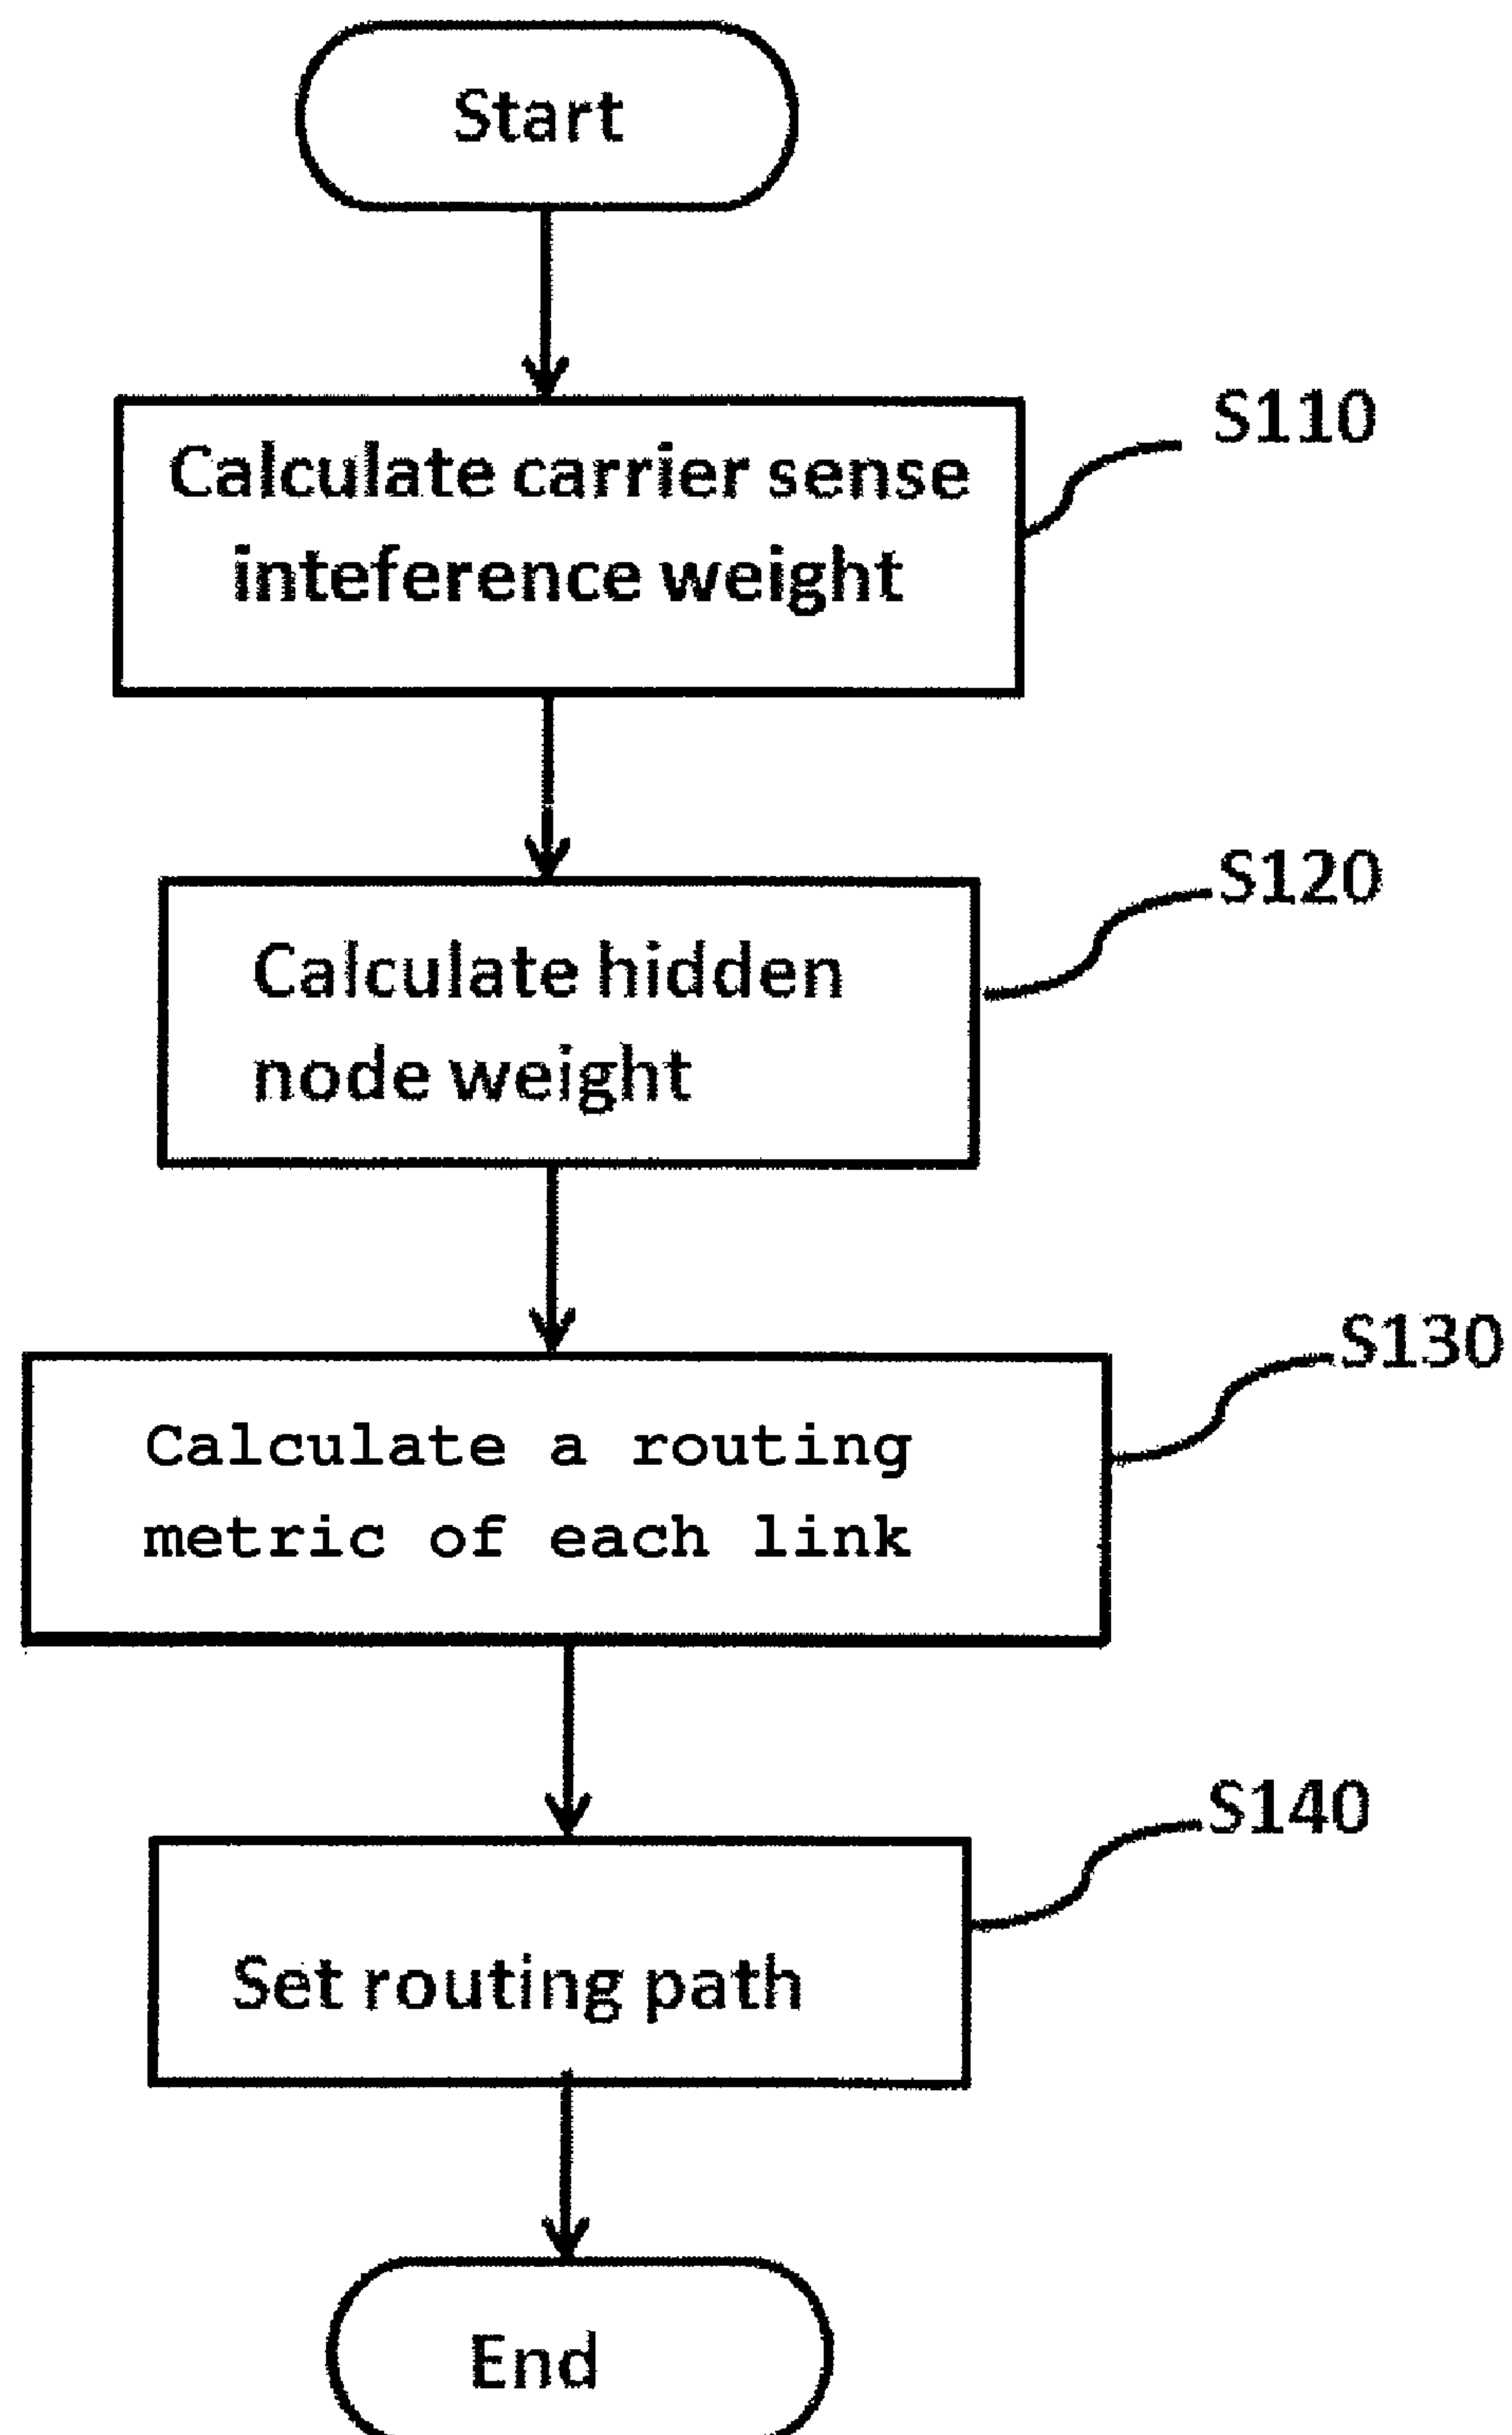 Start
S110
Calculate carrier sense
inteference weight
S120
Calculate hidden
node weight
S130
Calculate a routing
metric of each link
S140
Set routing path
End